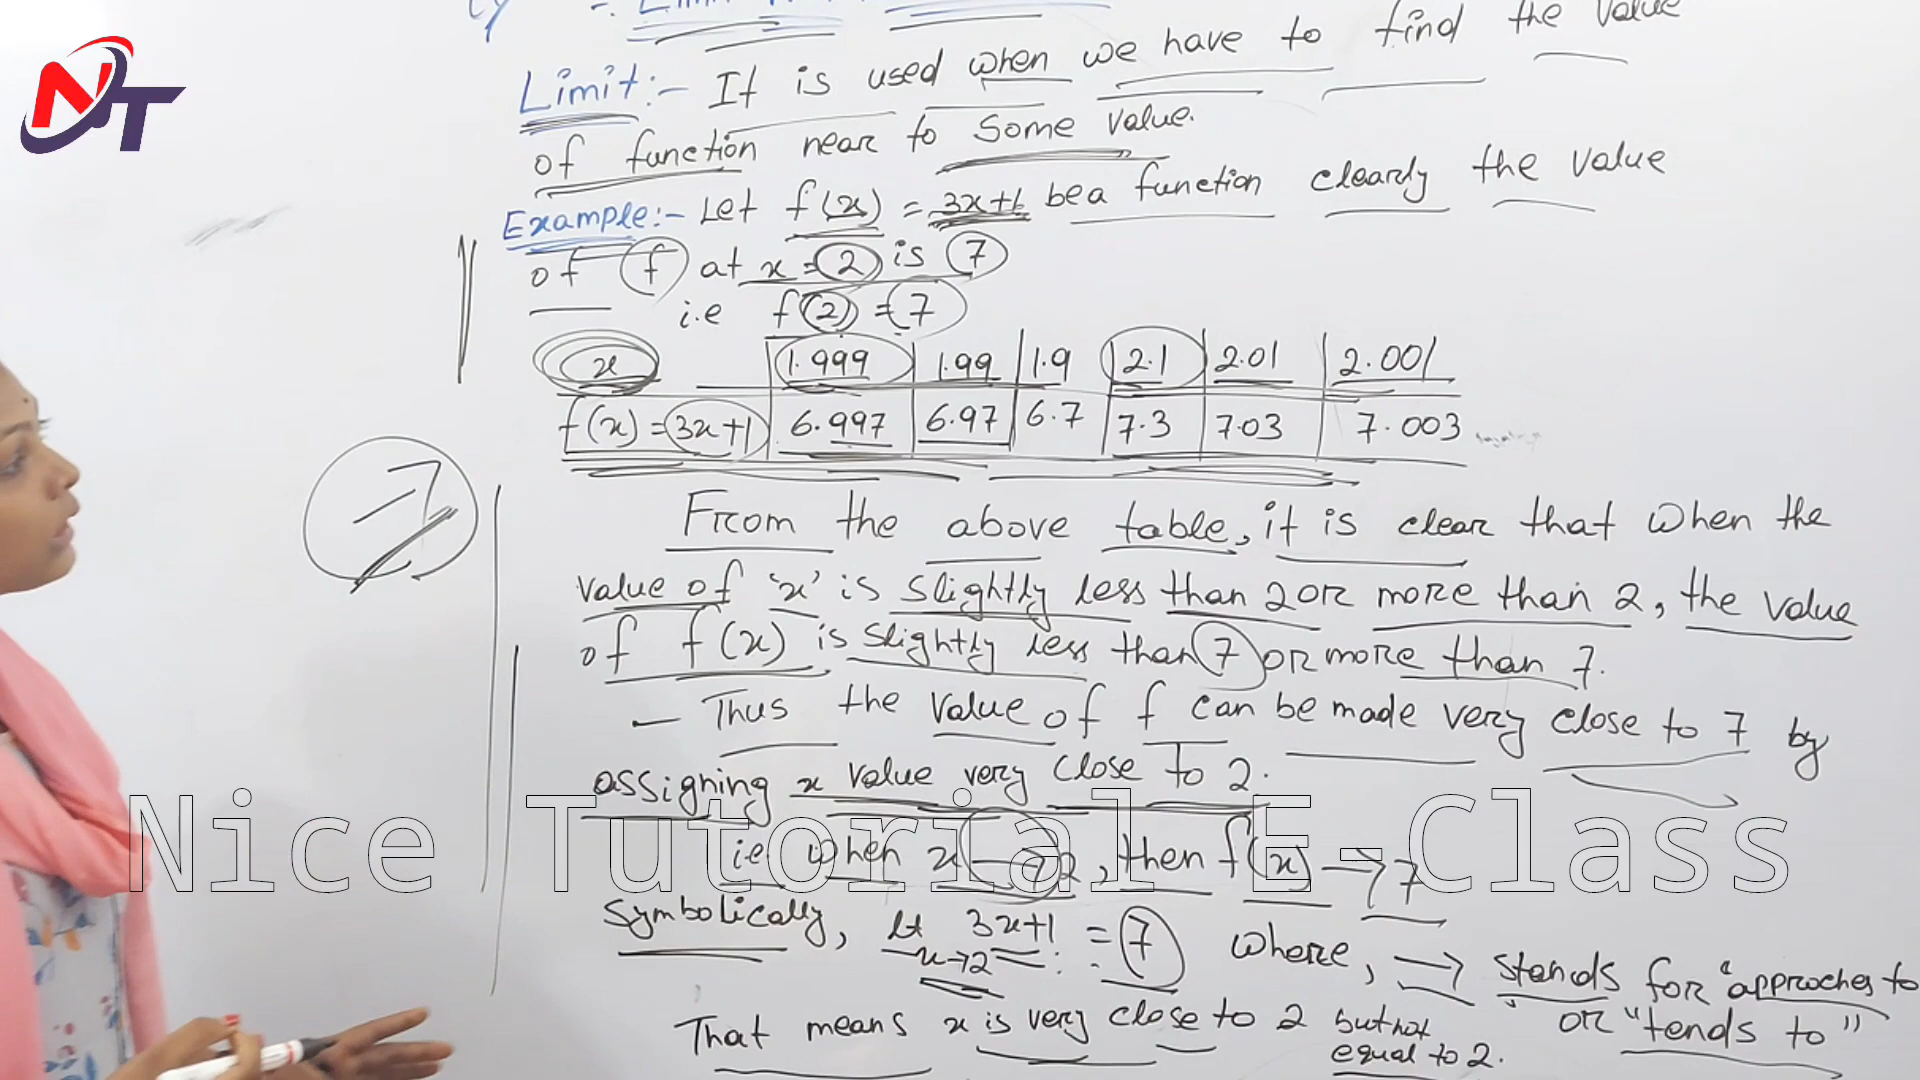 NT
Limit:- It is used when we have to find the value
of function near to some value.
Example:- Let f(x) = 3x+1 be a function clearly the value
of f at x=2 is 7
i.e f(2) = 7
x 1.999 1.99 1.9 2.1 2.01 2.001
f(x)=3x+1 6.997 6.97 6.7 7.3 7.03 7.003
7
From the above table, it is clear that when the
value of 'x' is slightly less than 2 or more than 2, the value
of f(x) is slightly less than 7 or more than 7.
— Thus the value of f can be made very close to 7 by
assigning x value very close to 2.
Nice Tutorial E-Class
ie when x → 2, then f(x) → 7
Symbolically, lt x→2 3x+1 = 7 where, → stands for "approches to"
or "tends to"
That means x is very close to 2 but not
equal to 2.